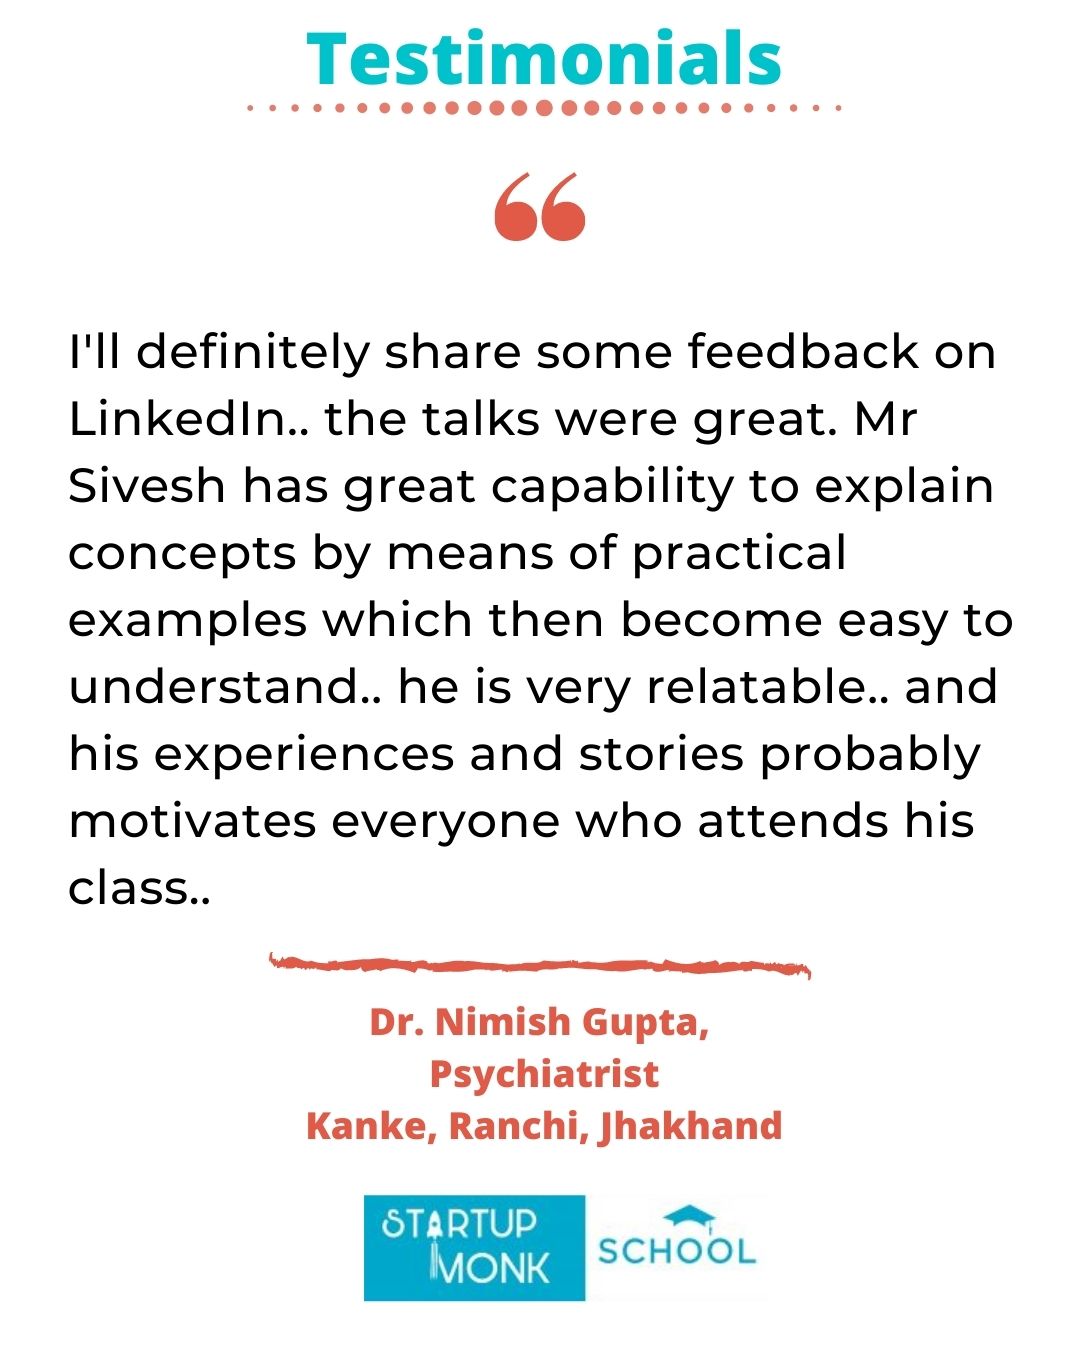 Testimonials
I'll definitely share some feedback on
LinkedIn.. the talks were great. Mr
Sivesh has great capability to explain
concepts by means of practical
examples which then become easy to
understand.. he is very relatable.. and
his experiences and stories probably
motivates everyone who attends his
class..
Dr. Nimish Gupta,
Psychiatrist
Kanke, Ranchi, Jhakhand
STARTUP
MONK
SCHOOL